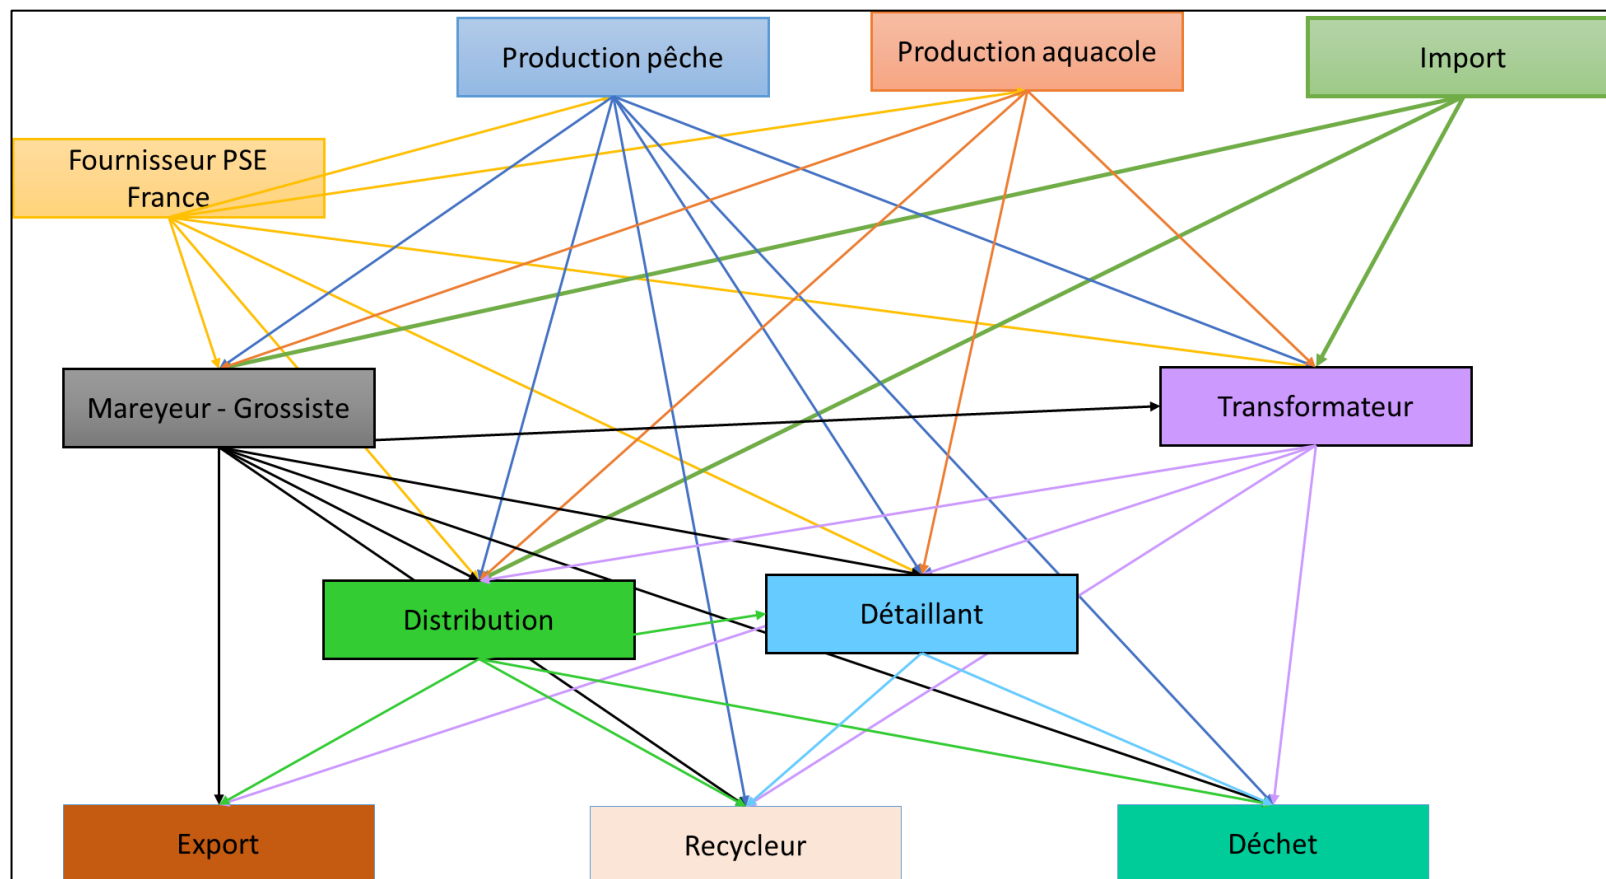 Production pêche
Production aquacole
Import
Fournisseur PSE
France
Mareyeur - Grossiste
Transformateur
Distribution
Détaillant
Export
Recycleur
Déchet